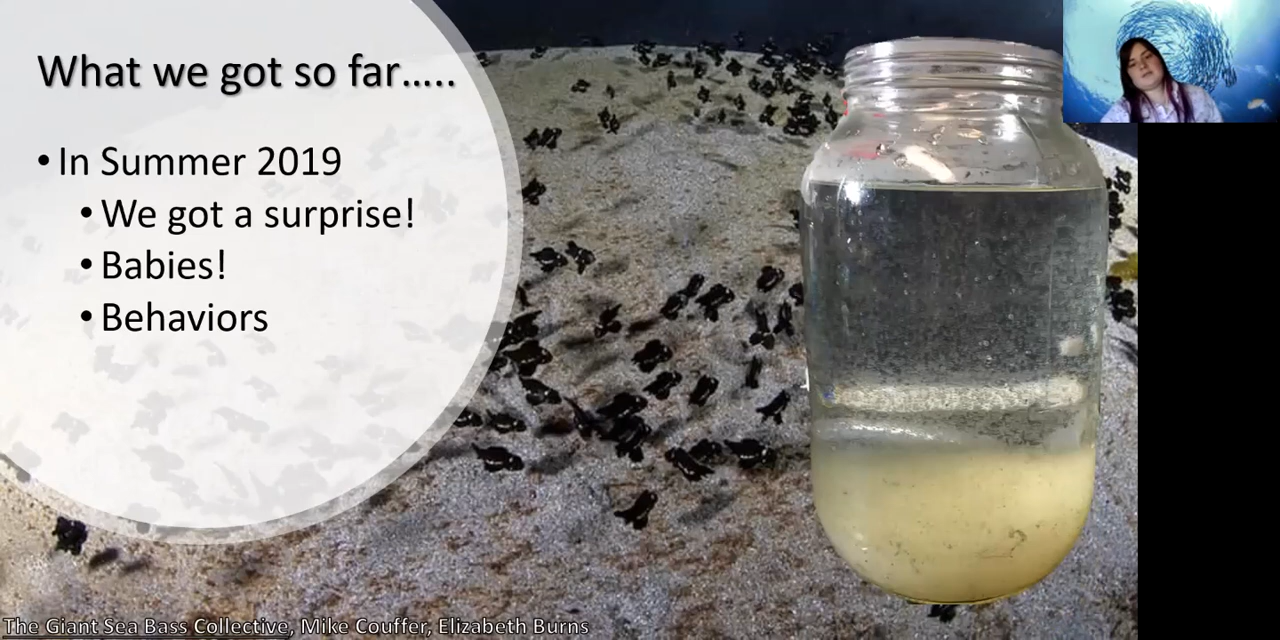 What we got so far…..
• In Summer 2019
• We got a surprise!
• Babies!
• Behaviors
The Giant Sea Bass Collective, Mike Couffer, Elizabeth Burns